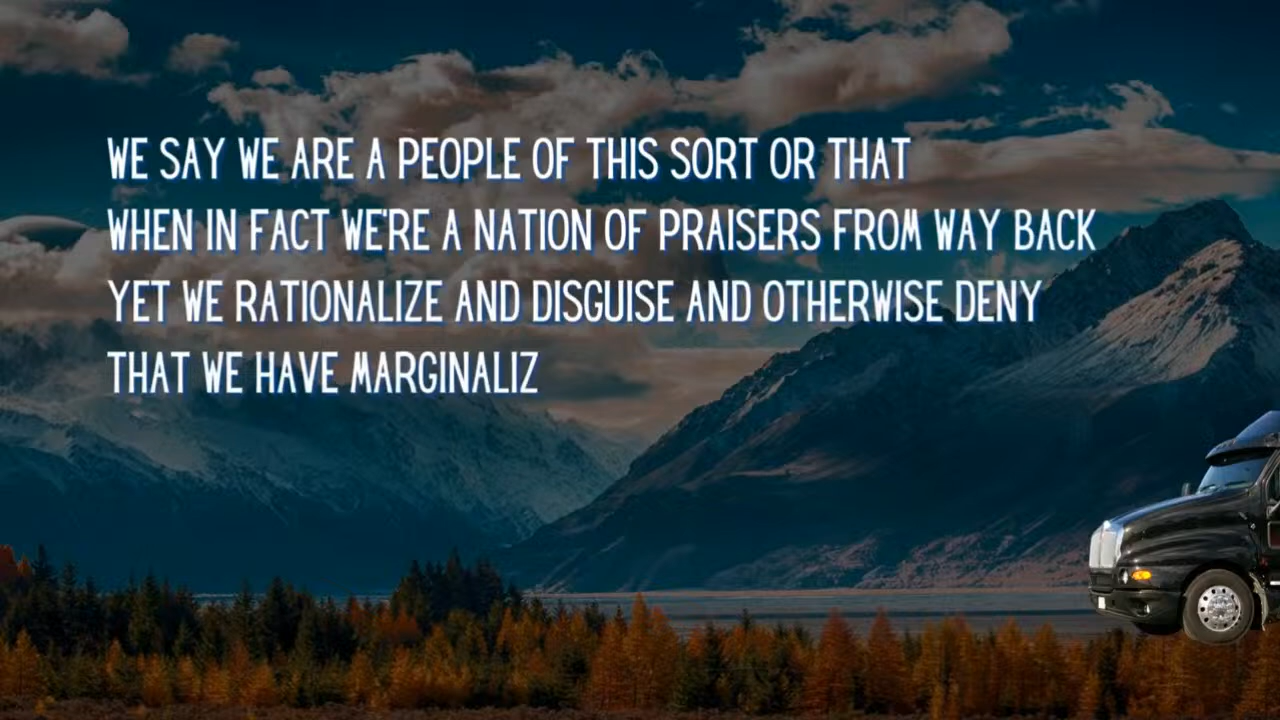 WE SAY WE ARE A PEOPLE OF THIS SORT OR THAT
WHEN IN FACT WE'RE A NATION OF PRAISERS FROM WAY BACK
YET WE RATIONALIZE AND DISGUISE AND OTHERWISE DENY
THAT WE HAVE MARGINALIZ